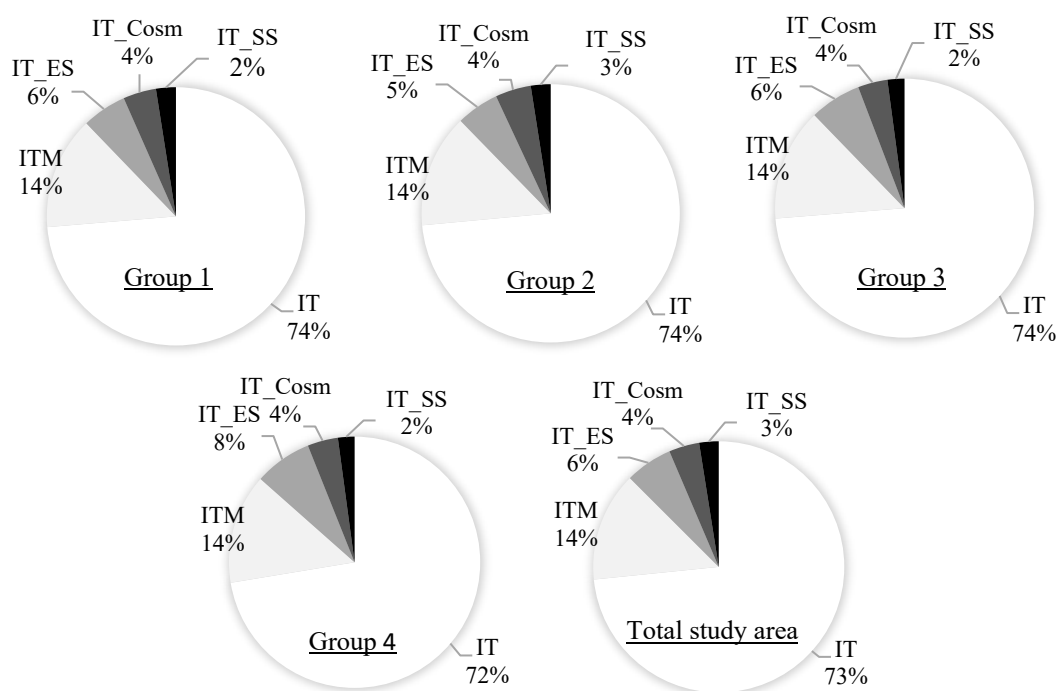 IT_Cosm
4%
IT_SS
2%
IT_ES
6%
ITM
14%
Group 1
IT
74%
IT_Cosm
4%
IT_SS
3%
IT_ES
5%
ITM
14%
Group 2
IT
74%
IT_Cosm
4%
IT_SS
2%
IT_ES
6%
ITM
14%
Group 3
IT
74%
IT_Cosm
4%
IT_SS
2%
IT_ES
8%
ITM
14%
Group 4
IT
72%
IT_Cosm
4%
IT_SS
3%
IT_ES
6%
ITM
14%
Total study area
IT
73%